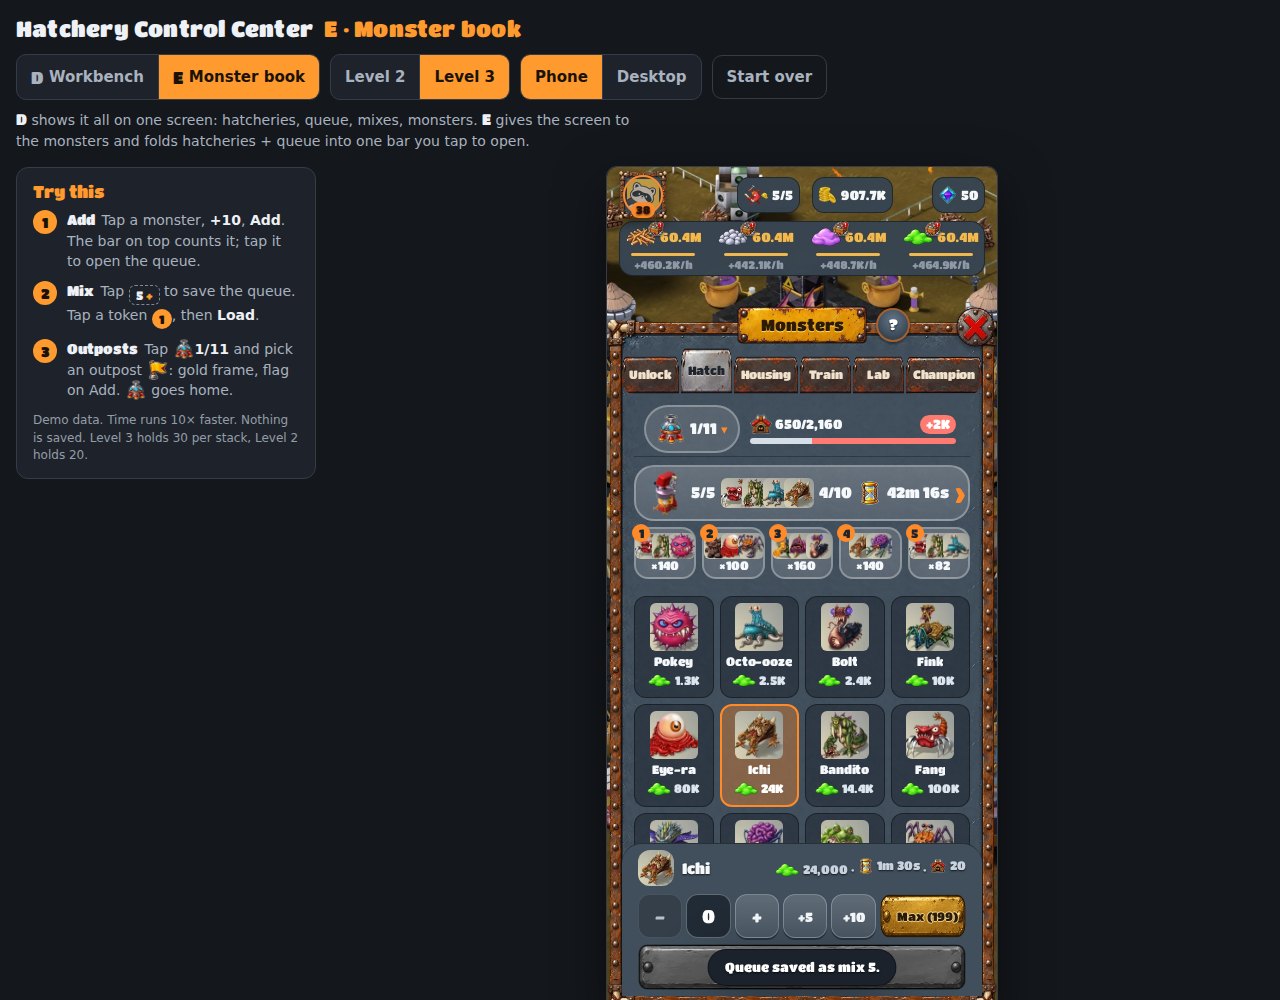 Hatchery Control Center E · Monster book
D Workbench E Monster book Level 2 Level 3 Phone Desktop Start over
D shows it all on one screen: hatcheries, queue, mixes, monsters. E gives the screen to
the monsters and folds hatcheries + queue into one bar you tap to open.
Try this
1 Add Tap a monster, +10, Add.
The bar on top counts it; tap it
to open the queue.
2 Mix Tap 5 + to save the queue.
Tap a token 1, then Load.
3 Outposts Tap 1/11 and pick
an outpost : gold frame, flag
on Add. goes home.
Demo data. Time runs 10× faster. Nothing
is saved. Level 3 holds 30 per stack, Level 2
holds 20.
30 5/5 907.7K 50
60.4M 60.4M 60.4M 60.4M
+460.2K/h +442.1K/h +448.7K/h +464.9K/h
Monsters ?
Unlock Hatch Housing Train Lab Champion
1/11 650/2,160 +2K
5/5 4/10 42m 16s
1 2 3 4 5
×140 ×100 ×160 ×140 ×82
Pokey Octo-ooze Bolt Fink
1.3K 2.5K 2.4K 10K
Eye-ra Ichi Bandito Fang
80K 24K 14.4K 100K
Ichi 24,000 · 1m 30s · 20
− 0 + +5 +10 Max (199)
Queue saved as mix 5.